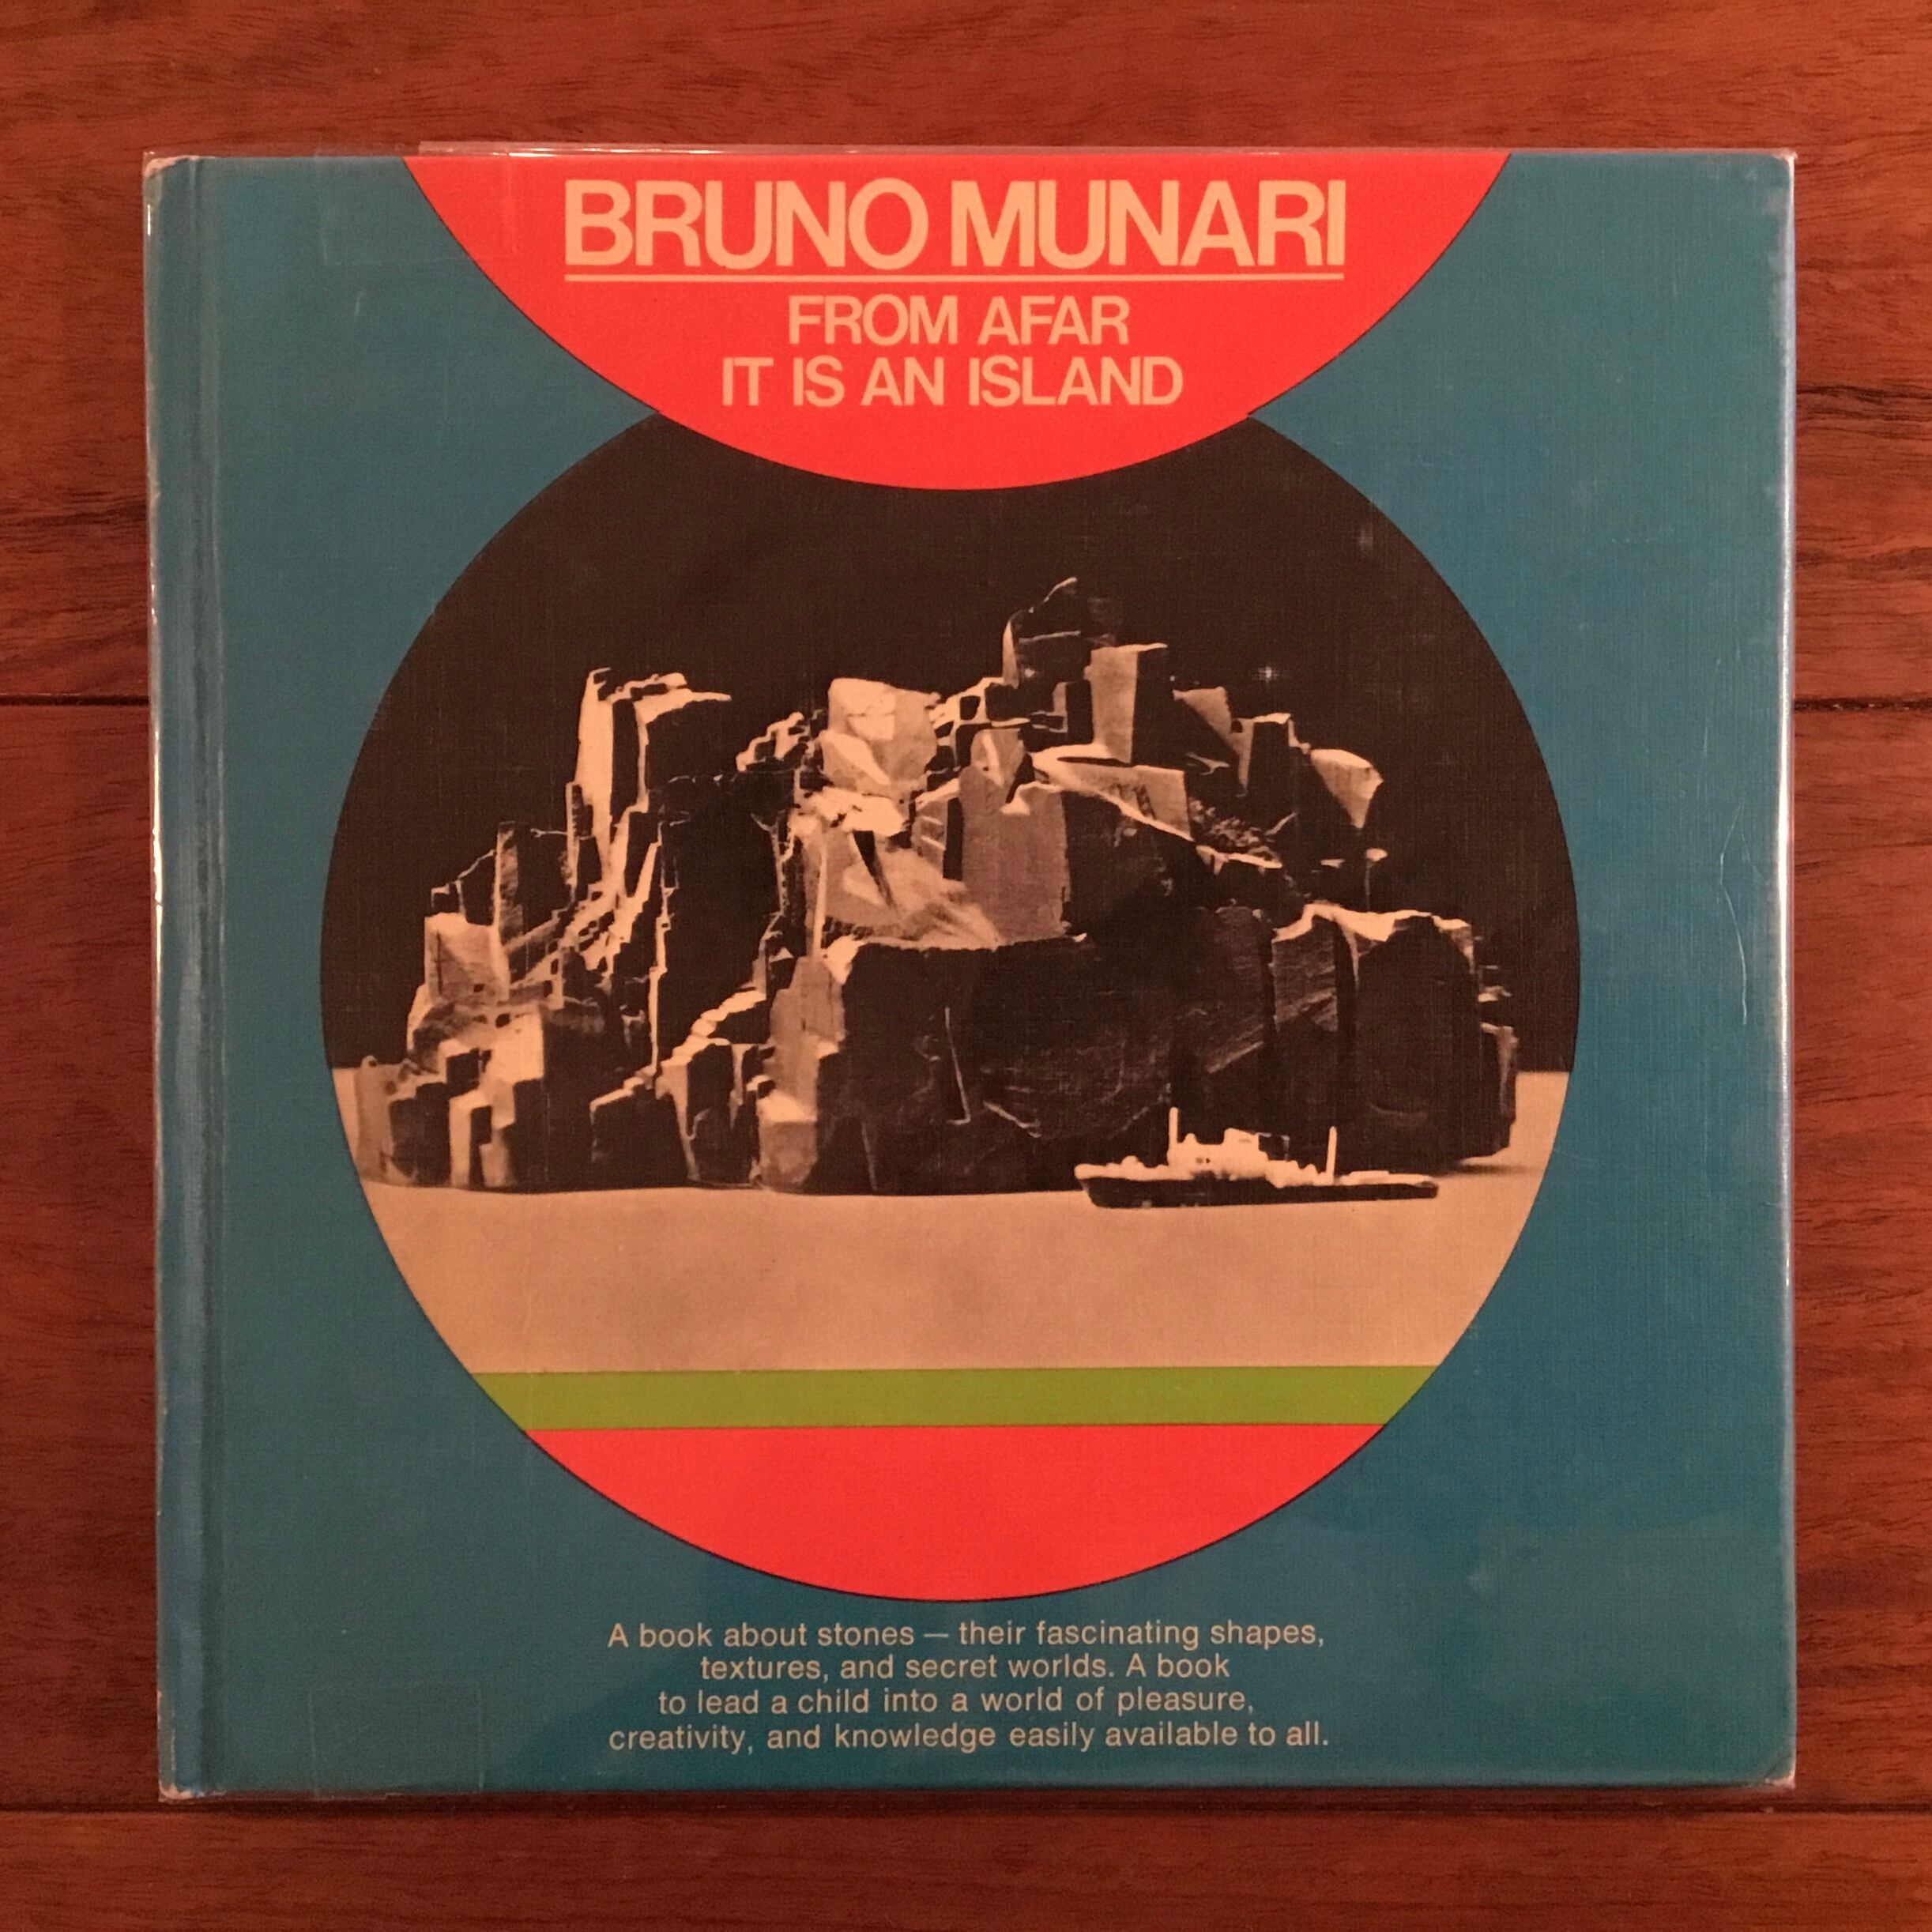 BRUNO MUNARI
FROM AFAR
IT IS AN ISLAND
A book about stones — their fascinating shapes,
textures, and secret worlds. A book
to lead a child into a world of pleasure,
creativity, and knowledge easily available to all.